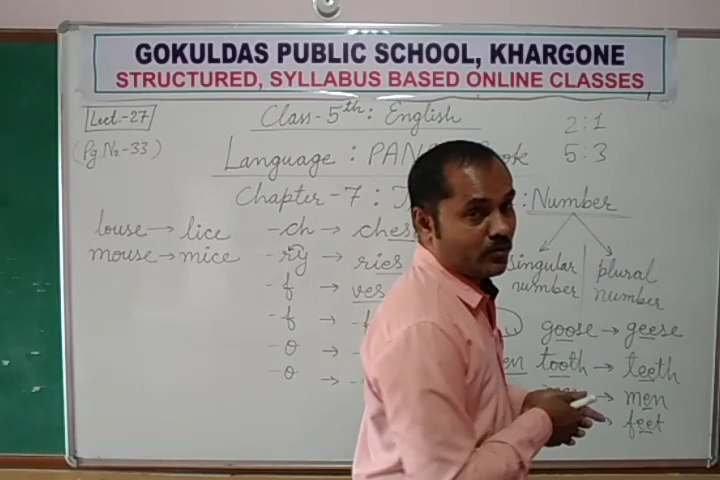 GOKULDAS PUBLIC SCHOOL, KHARGONE
STRUCTURED, SYLLABUS BASED ONLINE CLASSES
Lect.-27
(Pg.No-33)
Class-5th: English
2:1
5:3
Language: PAN
Chapter-7: : Number
louse → lice
mouse → mice
-ch → ches
-ry → ries
-f → ves
-f →
-o →
-o →
singular number
plural number
goose → geese
tooth → teeth
→ men
→ feet